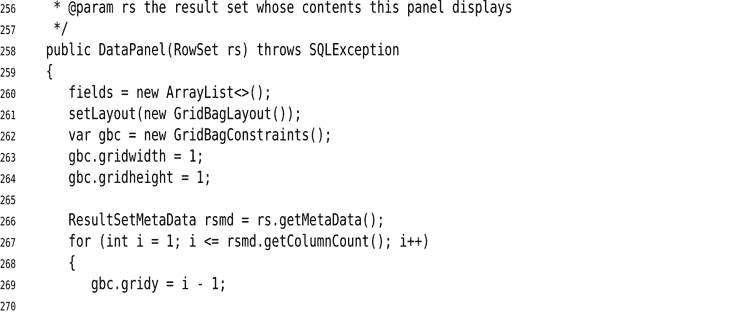 256     * @param rs the result set whose contents this panel displays
257     */
258    public DataPanel(RowSet rs) throws SQLException
259    {
260       fields = new ArrayList<>();
261       setLayout(new GridBagLayout());
262       var gbc = new GridBagConstraints();
263       gbc.gridwidth = 1;
264       gbc.gridheight = 1;
265
266       ResultSetMetaData rsmd = rs.getMetaData();
267       for (int i = 1; i <= rsmd.getColumnCount(); i++)
268       {
269          gbc.gridy = i - 1;
270